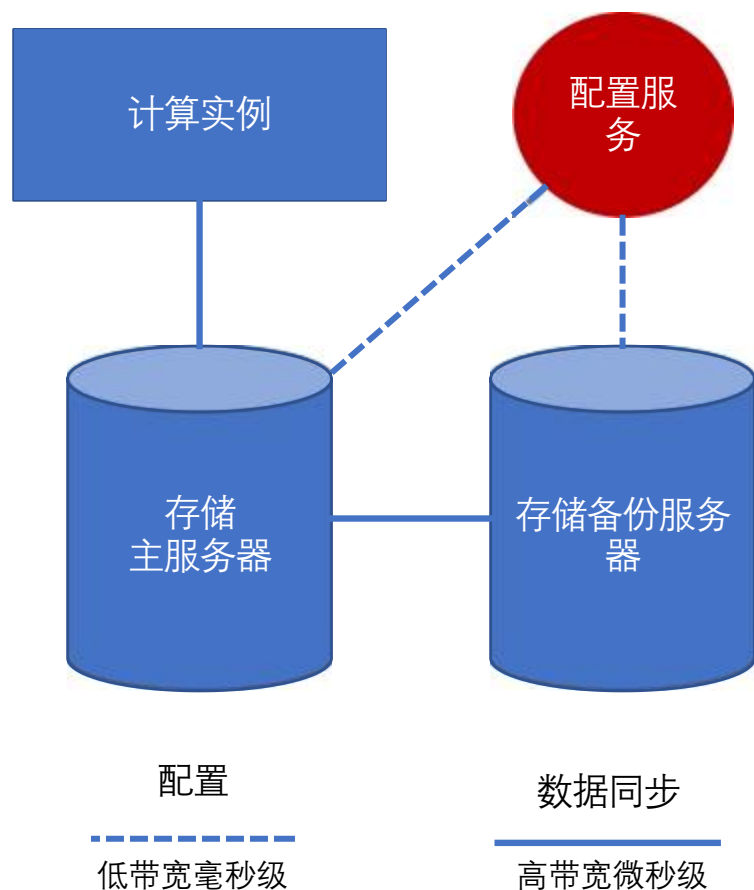 计算实例
配置服
务
存储
主服务器
存储备份服务
器
配置
数据同步
低带宽毫秒级
高带宽微秒级